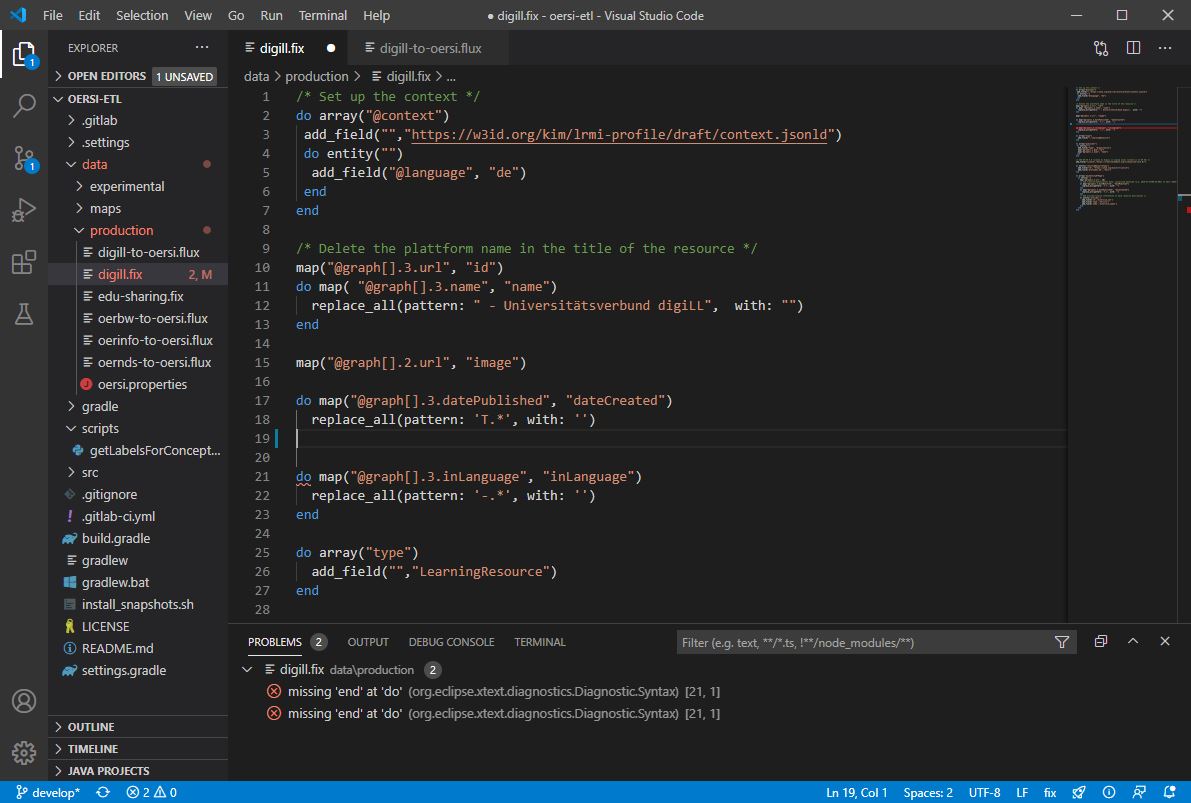 File Edit Selection View Go Run Terminal Help ● digill.fix - oersi-etl - Visual Studio Code
EXPLORER ···
digill.fix ● digill-to-oersi.flux ···
OPEN EDITORS 1 UNSAVED
data > production > digill.fix > ...
OERSI-ETL
.gitlab
.settings
data
experimental
maps
production
digill-to-oersi.flux
digill.fix 2, M
edu-sharing.fix
oerbw-to-oersi.flux
oerinfo-to-oersi.flux
oernds-to-oersi.flux
oersi.properties
gradle
scripts
getLabelsForConcept...
src
.gitignore
.gitlab-ci.yml
build.gradle
gradlew
gradlew.bat
install_snapshots.sh
LICENSE
README.md
settings.gradle
OUTLINE
TIMELINE
JAVA PROJECTS
1 /* Set up the context */
2 do array("@context")
3 add_field("","https://w3id.org/kim/lrmi-profile/draft/context.jsonld")
4 do entity("")
5 add_field("@language", "de")
6 end
7 end
8
9 /* Delete the plattform name in the title of the resource */
10 map("@graph[].3.url", "id")
11 do map( "@graph[].3.name", "name")
12 replace_all(pattern: " - Universitätsverbund digiLL",  with: "")
13 end
14
15 map("@graph[].2.url", "image")
16
17 do map("@graph[].3.datePublished", "dateCreated")
18 replace_all(pattern: 'T.*', with: '')
19
20
21 do map("@graph[].3.inLanguage", "inLanguage")
22 replace_all(pattern: '-.*', with: '')
23 end
24
25 do array("type")
26 add_field("","LearningResource")
27 end
28
PROBLEMS 2 OUTPUT DEBUG CONSOLE TERMINAL Filter (e.g. text, **/*.ts, !**/node_modules/**)
digill.fix data\production 2
missing 'end' at 'do' (org.eclipse.xtext.diagnostics.Diagnostic.Syntax) [21, 1]
missing 'end' at 'do' (org.eclipse.xtext.diagnostics.Diagnostic.Syntax) [21, 1]
develop* 2 0 Ln 19, Col 1 Spaces: 2 UTF-8 LF fix